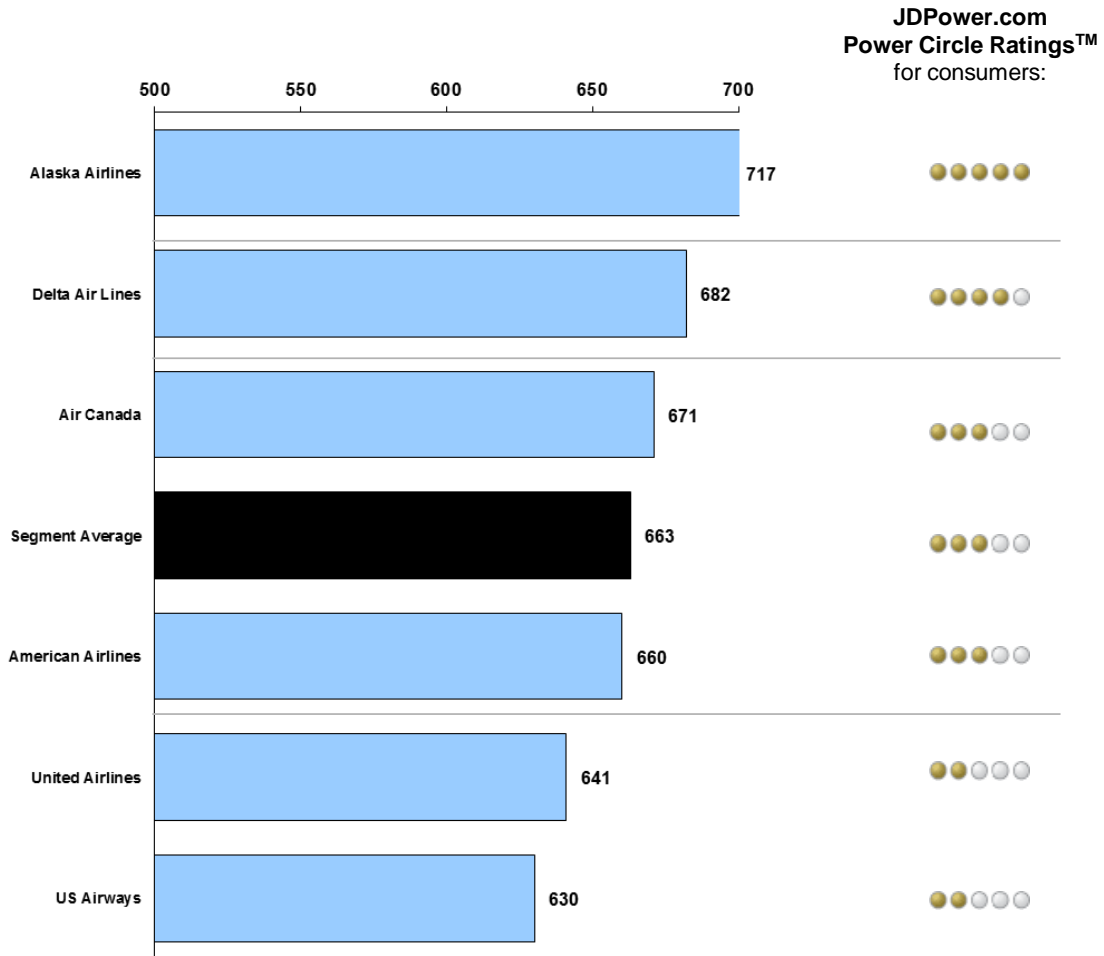 JDPower.com
Power Circle Ratings™
for consumers:
500 550 600 650 700
Alaska Airlines 717
Delta Air Lines 682
Air Canada 671
Segment Average 663
American Airlines 660
United Airlines 641
US Airways 630